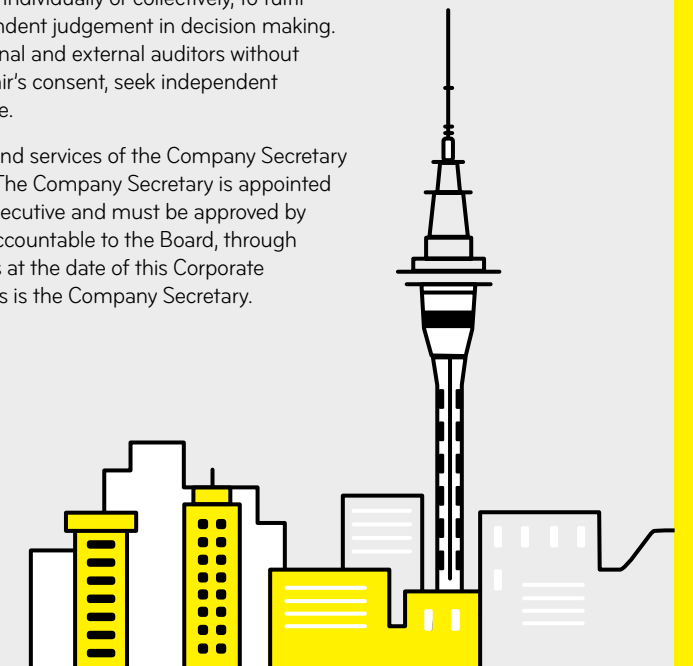 individually or collectively, to fulfil
ndent judgement in decision making.
nal and external auditors without
ir's consent, seek independent
e.
nd services of the Company Secretary
The Company Secretary is appointed
ecutive and must be approved by
ccountable to the Board, through
s at the date of this Corporate
s is the Company Secretary.